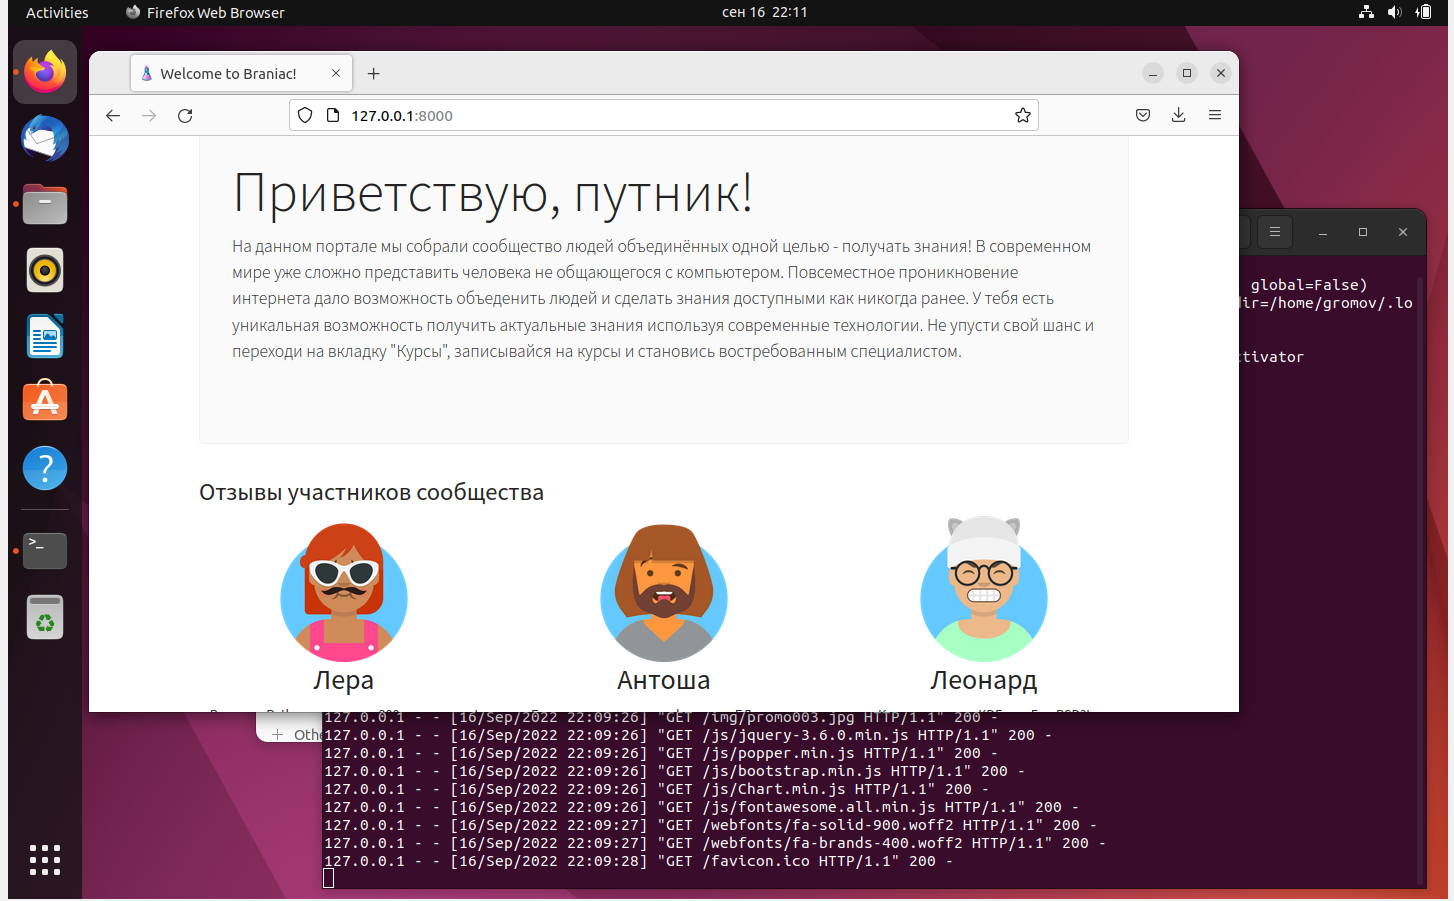 Activities
Firefox Web Browser
сен 16 22:11
Welcome to Braniac!
127.0.0.1:8000
Приветствую, путник!
На данном портале мы собрали сообщество людей объединённых одной целью - получать знания! В современном
мире уже сложно представить человека не общающегося с компьютером. Повсеместное проникновение
интернета дало возможность объеденить людей и сделать знания доступными как никогда ранее. У тебя есть
уникальная возможность получить актуальные знания используя современные технологии. Не упусти свой шанс и
переходи на вкладку "Курсы", записывайся на курсы и становись востребованным специалистом.
Отзывы участников сообщества
Лера
Антоша
Леонард
global=False)
dir=/home/gromov/.lo
ctivator
+ Othe
127.0.0.1 - - [16/Sep/2022 22:09:26] "GET /img/promo003.jpg HTTP/1.1" 200 -
127.0.0.1 - - [16/Sep/2022 22:09:26] "GET /js/jquery-3.6.0.min.js HTTP/1.1" 200 -
127.0.0.1 - - [16/Sep/2022 22:09:26] "GET /js/popper.min.js HTTP/1.1" 200 -
127.0.0.1 - - [16/Sep/2022 22:09:26] "GET /js/bootstrap.min.js HTTP/1.1" 200 -
127.0.0.1 - - [16/Sep/2022 22:09:26] "GET /js/Chart.min.js HTTP/1.1" 200 -
127.0.0.1 - - [16/Sep/2022 22:09:26] "GET /js/fontawesome.all.min.js HTTP/1.1" 200 -
127.0.0.1 - - [16/Sep/2022 22:09:27] "GET /webfonts/fa-solid-900.woff2 HTTP/1.1" 200 -
127.0.0.1 - - [16/Sep/2022 22:09:27] "GET /webfonts/fa-brands-400.woff2 HTTP/1.1" 200 -
127.0.0.1 - - [16/Sep/2022 22:09:28] "GET /favicon.ico HTTP/1.1" 200 -